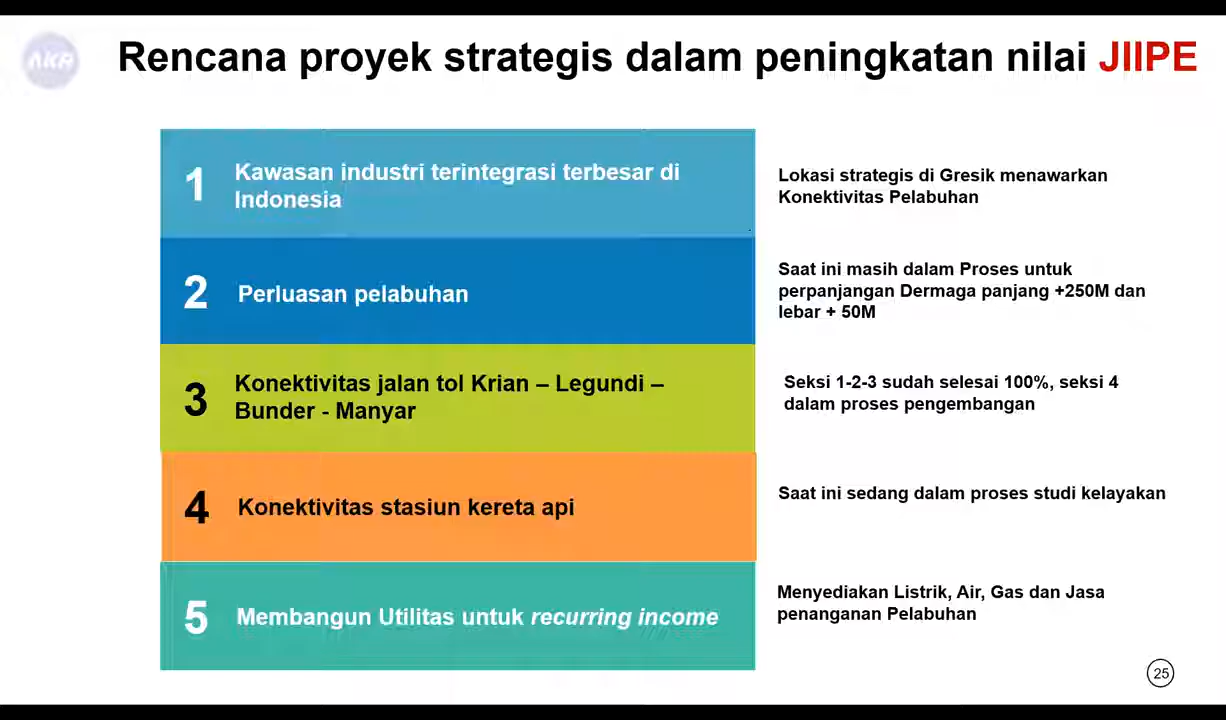 AKR
Rencana proyek strategis dalam peningkatan nilai JIIPE
1
Kawasan industri terintegrasi terbesar di
Indonesia
Lokasi strategis di Gresik menawarkan
Konektivitas Pelabuhan
2
Perluasan pelabuhan
Saat ini masih dalam Proses untuk
perpanjangan Dermaga panjang +250M dan
lebar + 50M
3
Konektivitas jalan tol Krian – Legundi –
Bunder - Manyar
Seksi 1-2-3 sudah selesai 100%, seksi 4
dalam proses pengembangan
4
Konektivitas stasiun kereta api
Saat ini sedang dalam proses studi kelayakan
5
Membangun Utilitas untuk recurring income
Menyediakan Listrik, Air, Gas dan Jasa
penanganan Pelabuhan
25